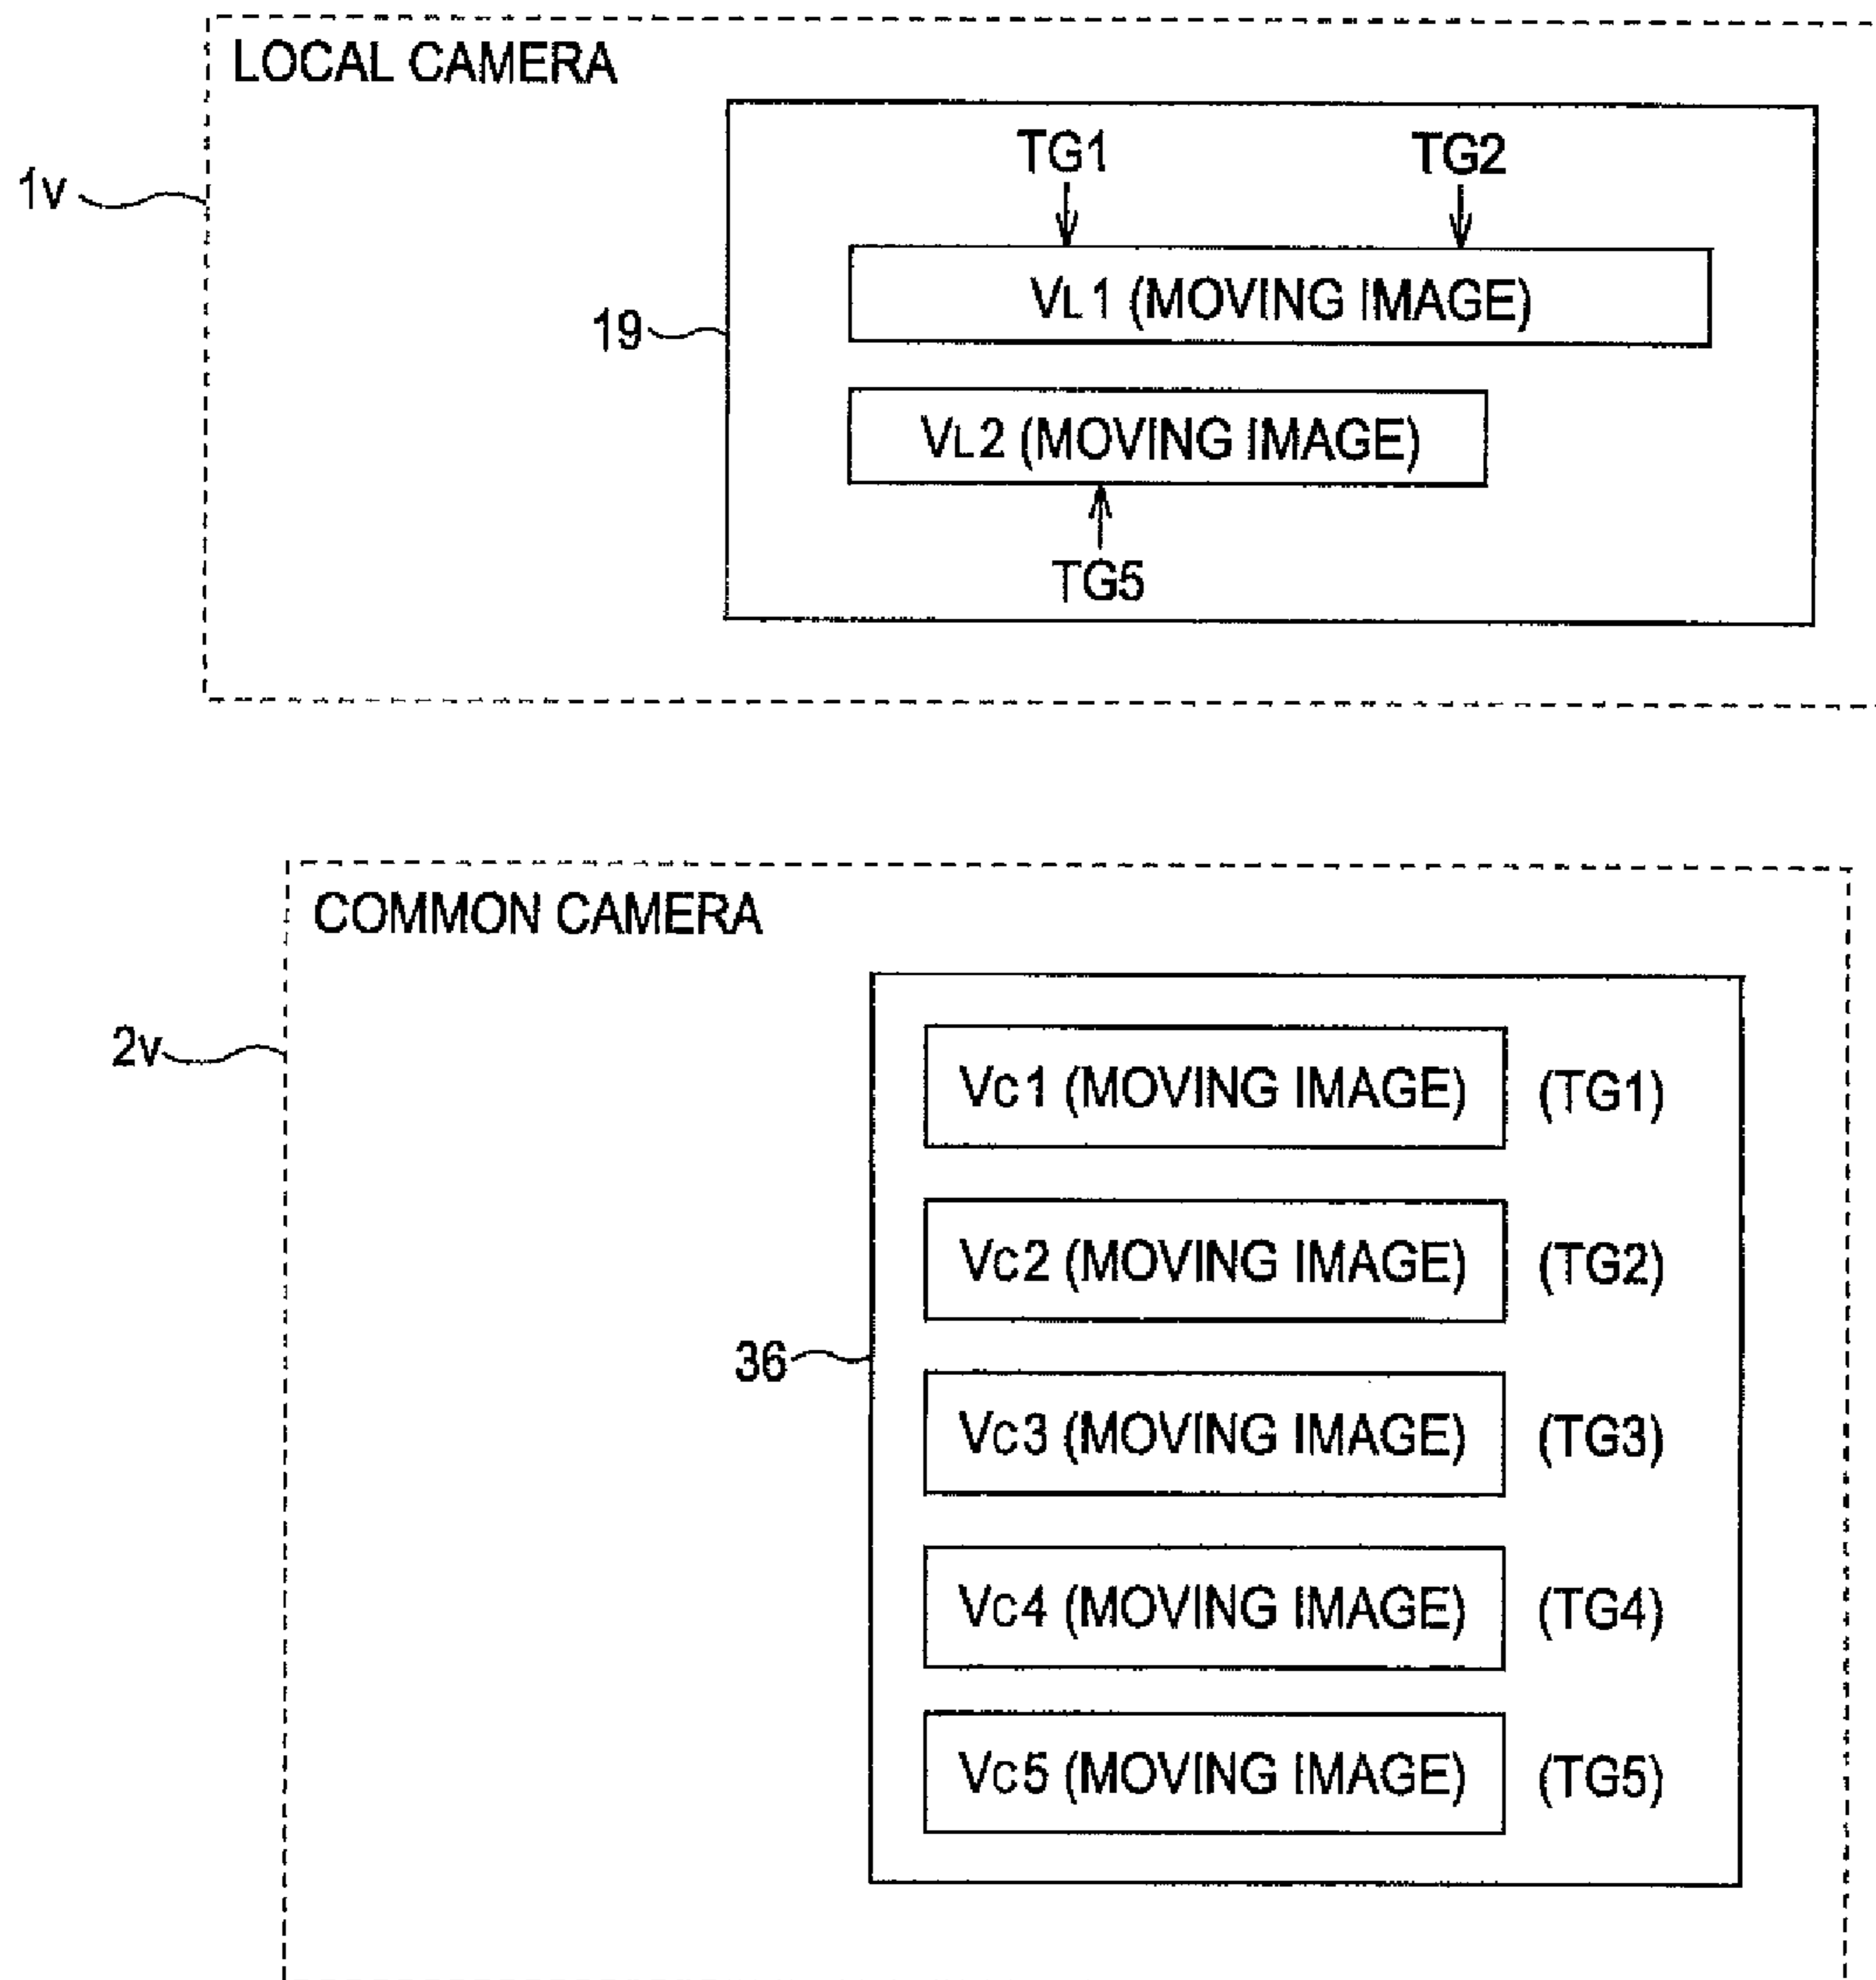 LOCAL CAMERA
TG1 TG2
1v
VL1 (MOVING IMAGE)
19
VL2 (MOVING IMAGE)
TG5
COMMON CAMERA
2v
VC1 (MOVING IMAGE) (TG1)
VC2 (MOVING IMAGE) (TG2)
36
VC3 (MOVING IMAGE) (TG3)
VC4 (MOVING IMAGE) (TG4)
VC5 (MOVING IMAGE) (TG5)